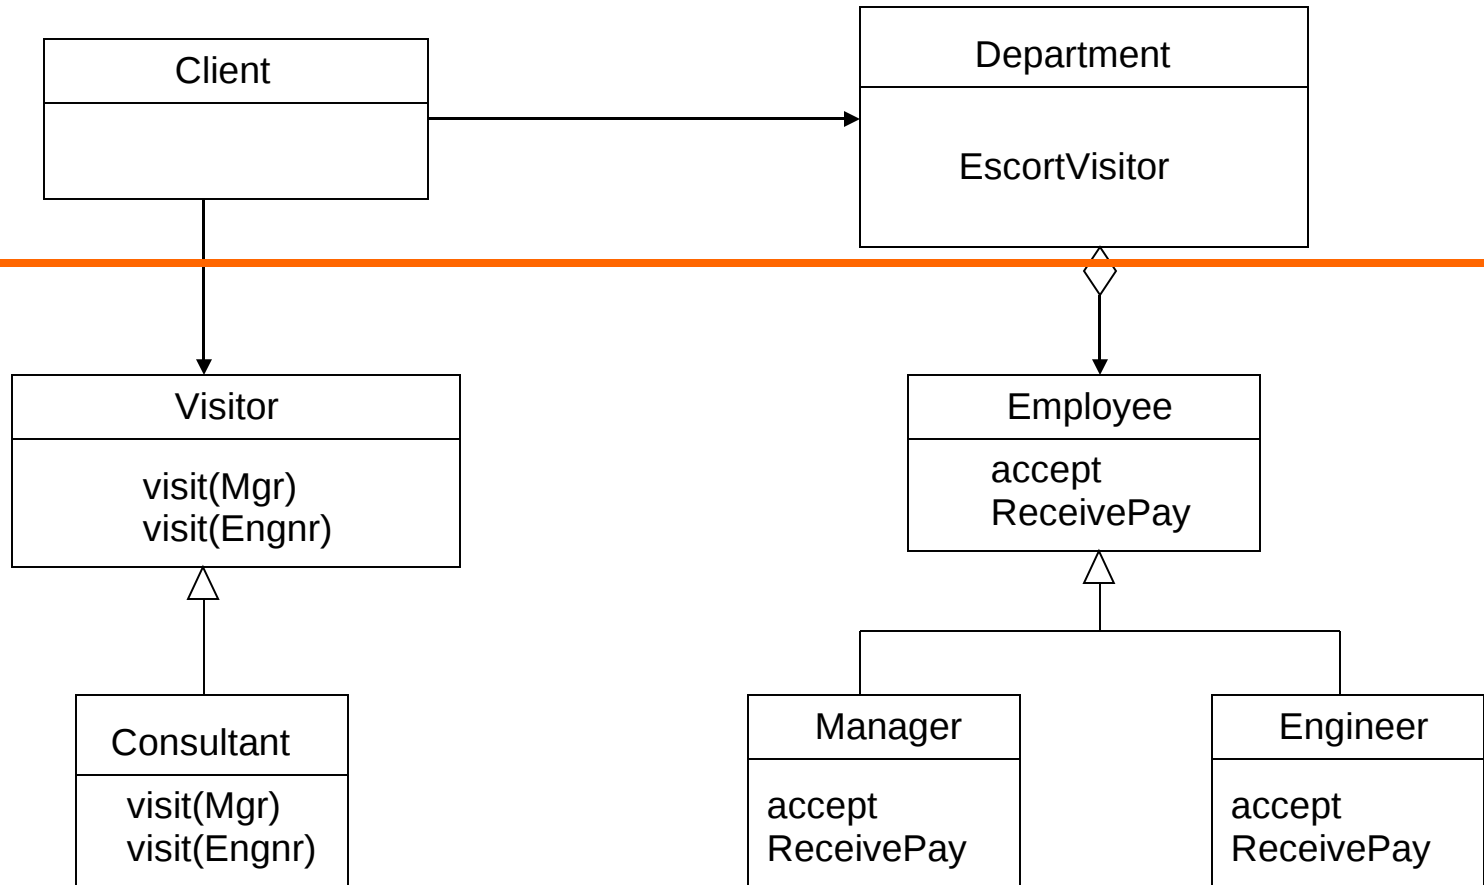 Client
Department
EscortVisitor
Visitor
visit(Mgr)
visit(Engnr)
Employee
accept
ReceivePay
Consultant
visit(Mgr)
visit(Engnr)
Manager
accept
ReceivePay
Engineer
accept
ReceivePay